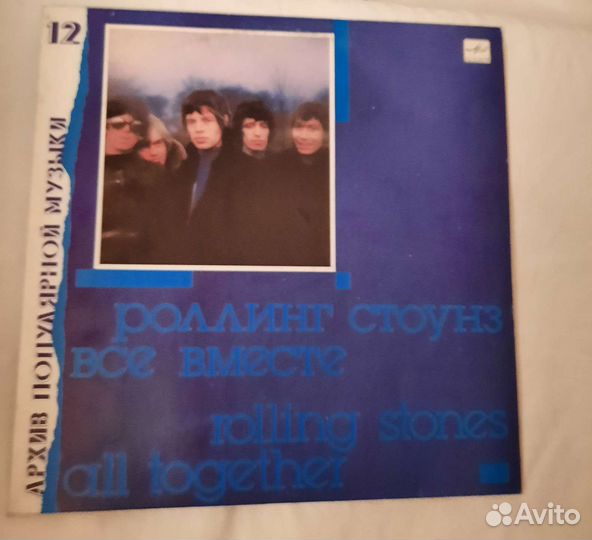 12
АРХИВ ПОПУЛЯРНОЙ МУЗЫКИ
РОЛЛИНГ СТОУНЗ
ВСЕ ВМЕСТЕ
rolling stones
all together
Avito